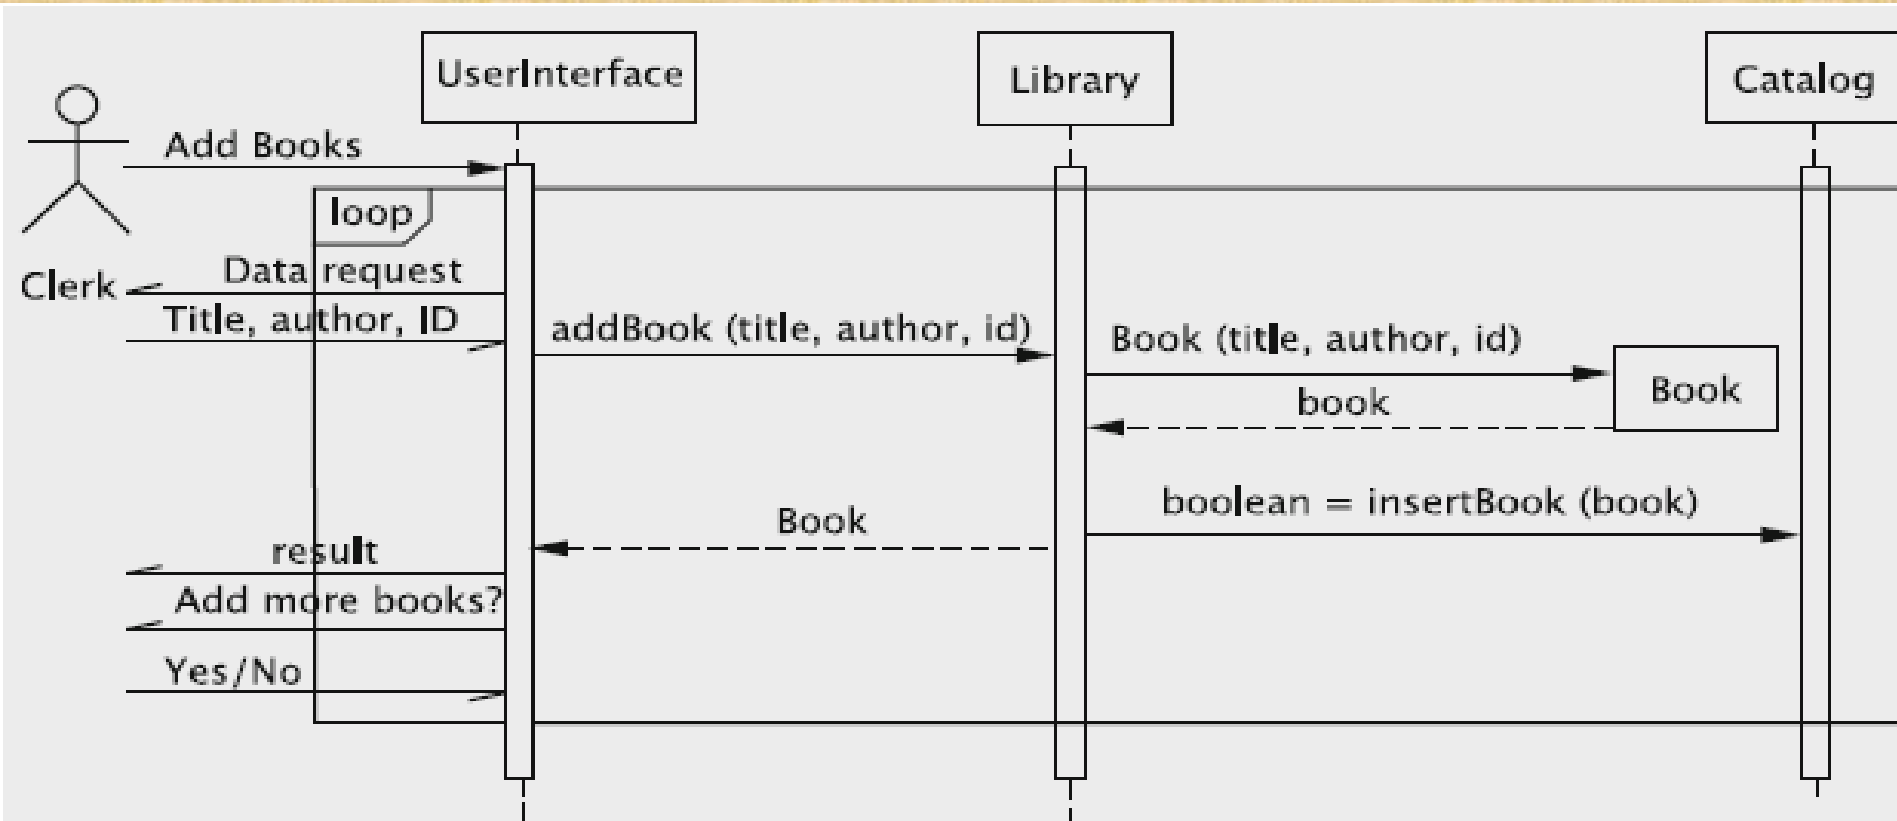 UserInterface
Library
Catalog
Add Books
loop
Data request
Clerk
Title, author, ID
addBook (title, author, id)
Book (title, author, id)
Book
book
boolean = insertBook (book)
Book
result
Add more books?
Yes/No